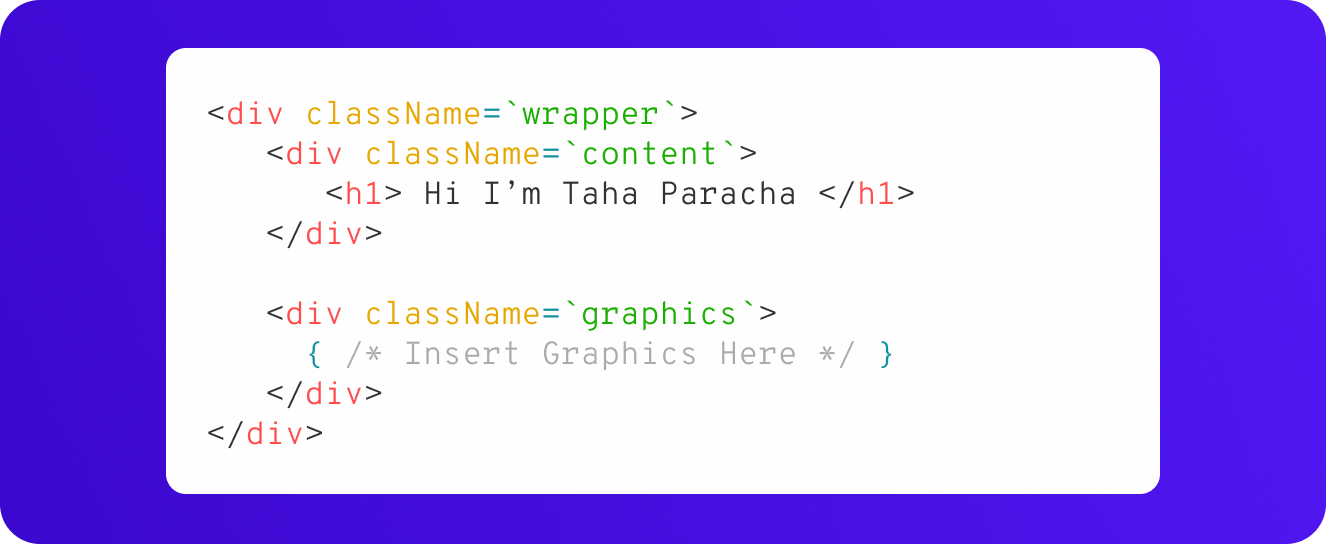 <div className=`wrapper`>
<div className=`content`>
<h1> Hi I’m Taha Paracha </h1>
</div>
<div className=`graphics`>
{ /* Insert Graphics Here */ }
</div>
</div>